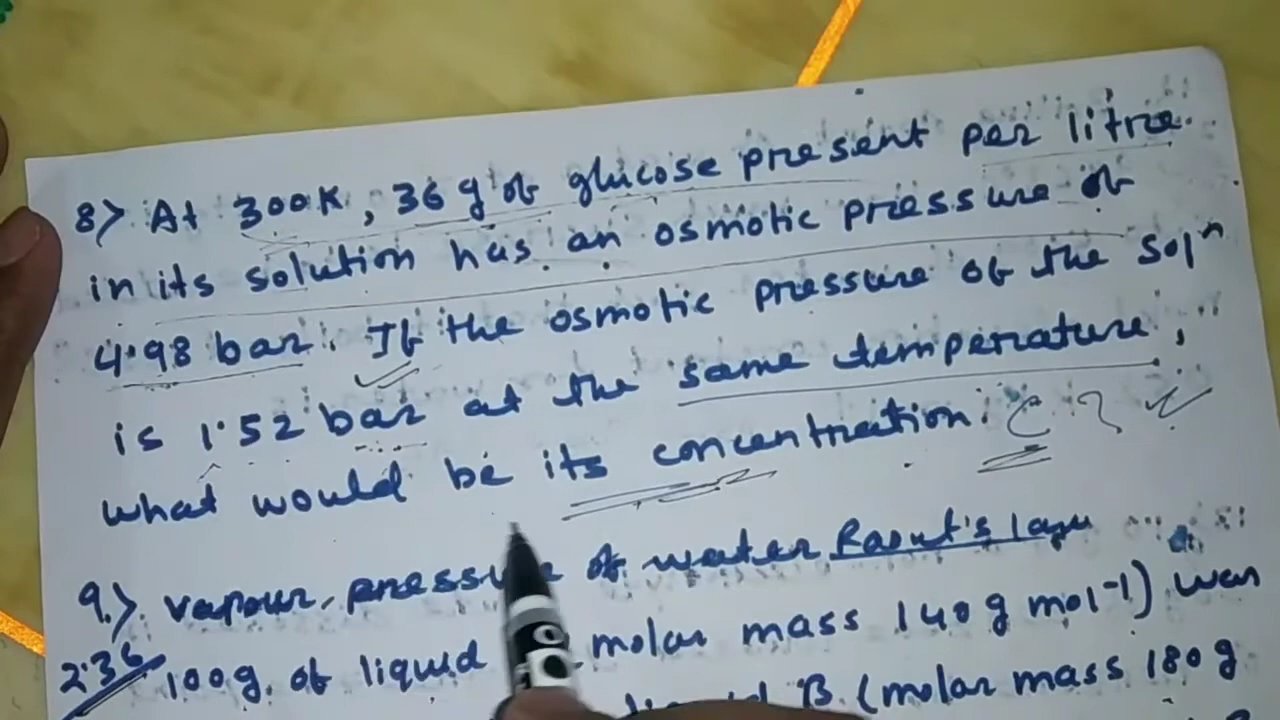 8> At 300K, 36 g of glucose present per litre
in its solution has an osmotic pressure of
4.98 bar. If the osmotic pressure of the solⁿ
is 1.52 bar at the same temperature,
what would be its concentration. C ?
9.> vapour pressure of water Raout's law
2.36 100g of liquid molar mass 140 g mol⁻¹) was
B (molar mass 180 g